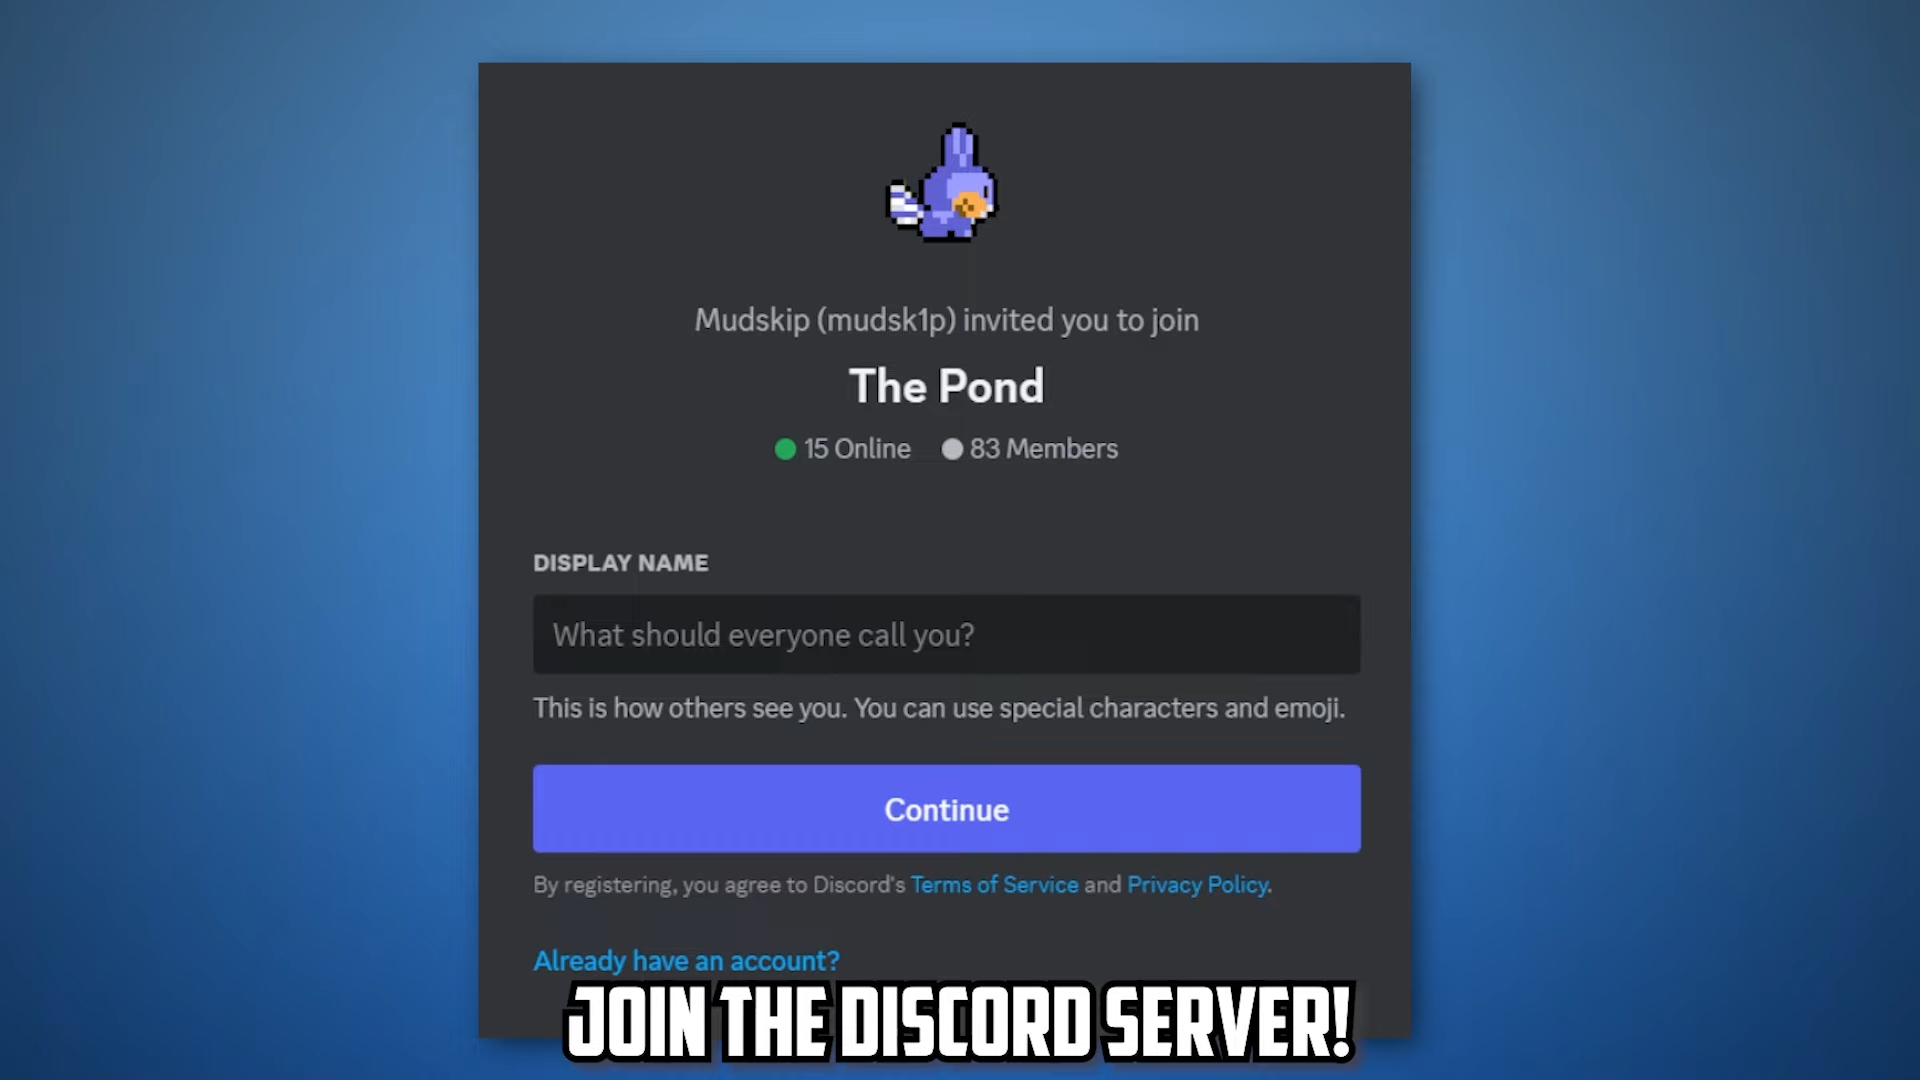 Mudskip (mudsk1p) invited you to join
The Pond
15 Online 83 Members
DISPLAY NAME
What should everyone call you?
This is how others see you. You can use special characters and emoji.
Continue
By registering, you agree to Discord's Terms of Service and Privacy Policy.
Already have an account?
JOIN THE DISCORD SERVER!